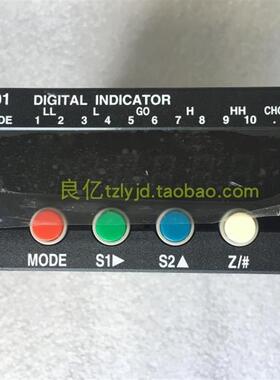 01 DIGITAL INDICATOR
LL L GO H HH CHO
DE 1 2 3 4 5 6 7 8 9 10 .
良亿tzlyjd.taobao.com
MODE S1▶ S2▲ Z/#